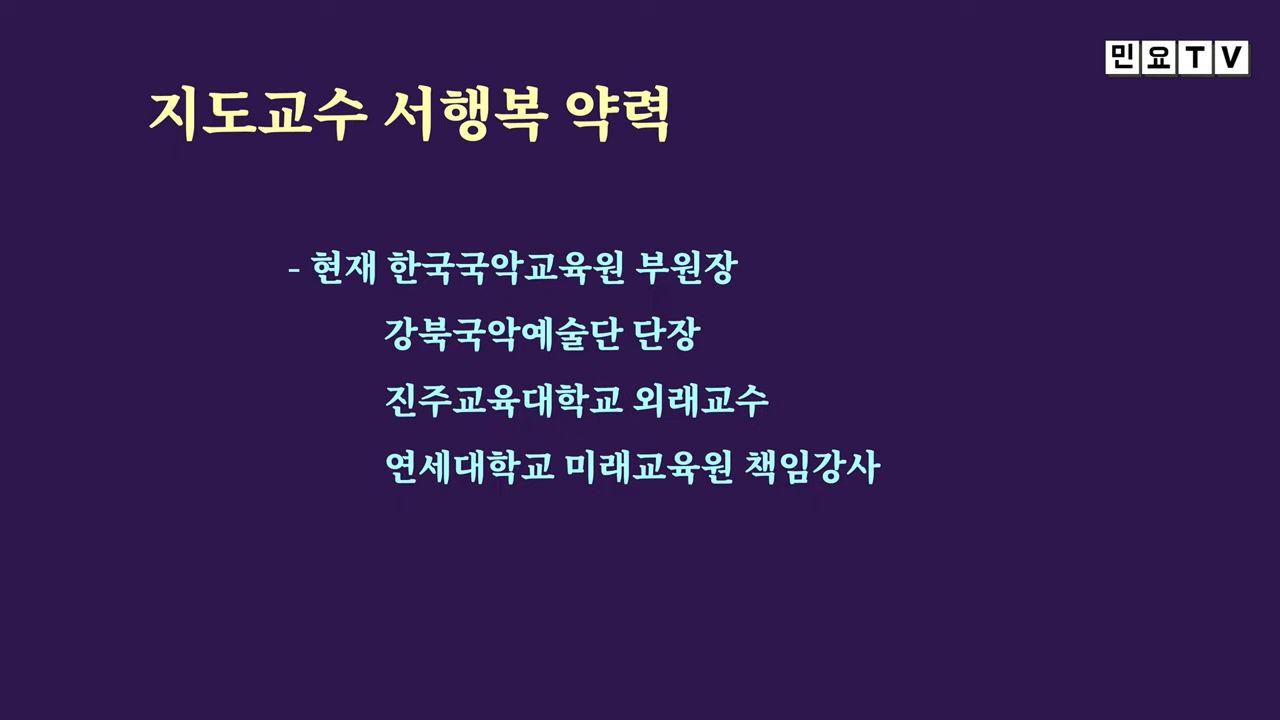 민요TV
지도교수 서행복 약력
- 현재 한국국악교육원 부원장
강북국악예술단 단장
진주교육대학교 외래교수
연세대학교 미래교육원 책임강사